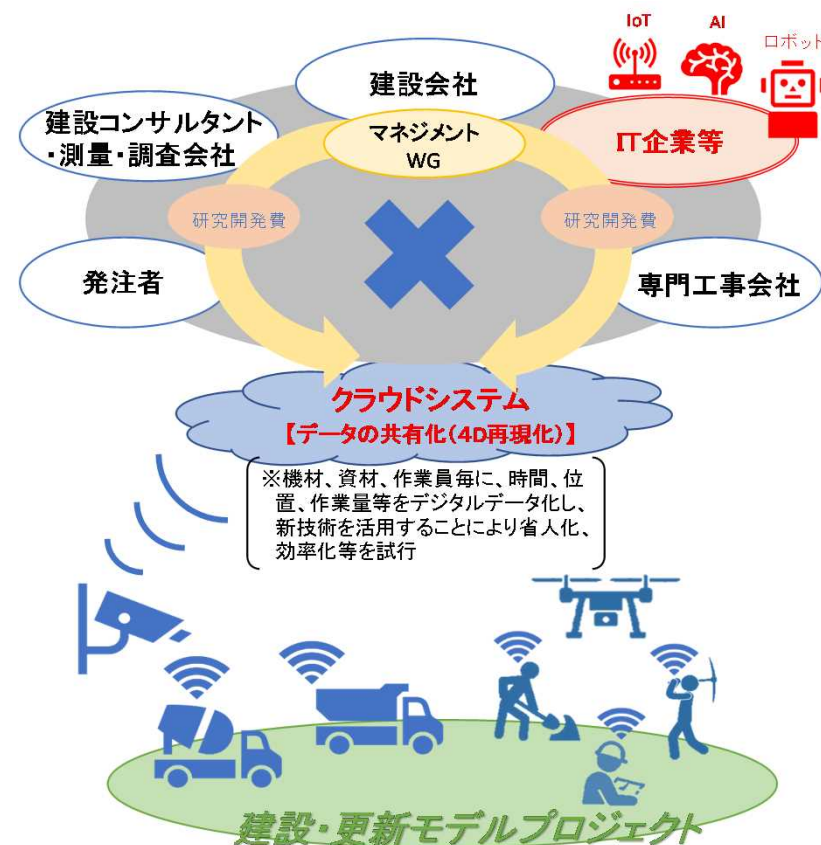 IoT
AI
ロボット
建設会社
建設コンサルタント
・測量・調査会社
マネジメント
WG
IT企業等
研究開発費
研究開発費
発注者
専門工事会社
クラウドシステム
【データの共有化(4D再現化)】
※機材、資材、作業員毎に、時間、位
置、作業量等をデジタルデータ化し、
新技術を活用することにより省人化、
効率化等を試行
建設・更新モデルプロジェクト